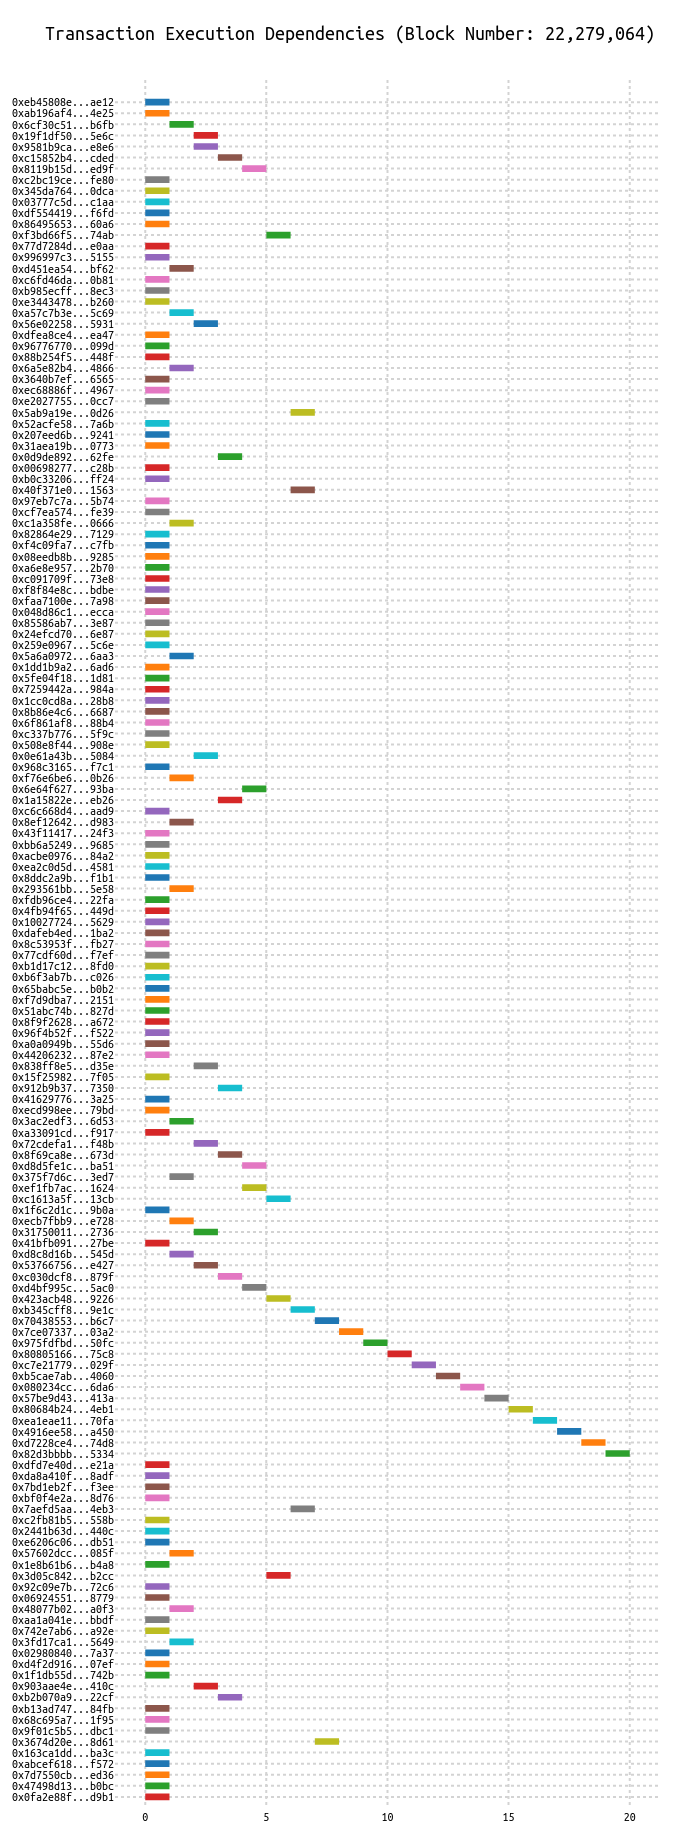 Transaction Execution Dependencies (Block Number: 22,279,064)
0xeb45808e...ae12
0xab196af4...4e25
0x6cf30c51...b6fb
0x19f1df50...5e6c
0x9581b9ca...e8e6
0xc15852b4...cded
0x8119b15d...ed9f
0xc2bc19ce...fe80
0x345da764...0dca
0x03777c5d...c1aa
0xdf554419...f6fd
0x86495653...60a6
0xf3bd66f5...74ab
0x77d7284d...e0aa
0x996997c3...5155
0xd451ea54...bf62
0xc6fd46da...0b81
0xb985ecff...8ec3
0xe3443478...b260
0xa57c7b3e...5c69
0x56e02258...5931
0xdfea8ce4...ea47
0x96776770...099d
0x88b254f5...448f
0x6a5e82b4...4866
0x3640b7ef...6565
0xec68886f...4967
0xe2027755...0cc7
0x5ab9a19e...0d26
0x52acfe58...7a6b
0x207eed6b...9241
0x31aea19b...0773
0x0d9de892...62fe
0x00698277...c28b
0xb0c33206...ff24
0x40f371e0...1563
0x97eb7c7a...5b74
0xcf7ea574...fe39
0xc1a358fe...0666
0x82864e29...7129
0xf4c09fa7...c7fb
0x08eedb8b...9285
0xa6e8e957...2b70
0xc091709f...73e8
0xf8f84e8c...bdbe
0xfaa7100e...7a98
0x048d86c1...ecca
0x85586ab7...3e87
0x24efcd70...6e87
0x259e0967...5c6e
0x5a6a0972...6aa3
0x1dd1b9a2...6ad6
0x5fe04f18...1d81
0x7259442a...984a
0x1cc0cd8a...28b8
0x8b86e4c6...6687
0x6f861af8...88b4
0xc337b776...5f9c
0x508e8f44...908e
0x0e61a43b...5084
0x968c3165...f7c1
0xf76e6be6...0b26
0x6e64f627...93ba
0x1a15822e...eb26
0xc6c668d4...aad9
0x8ef12642...d983
0x43f11417...24f3
0xbb6a5249...9685
0xacbe0976...84a2
0xea2c0d5d...4581
0x8ddc2a9b...f1b1
0x293561bb...5e58
0xfdb96ce4...22fa
0x4fb94f65...449d
0x10027724...5629
0xdafeb4ed...1ba2
0x8c53953f...fb27
0x77cdf60d...f7ef
0xb1d17c12...8fd0
0xb6f3ab7b...c026
0x65babc5e...b0b2
0xf7d9dba7...2151
0x51abc74b...827d
0x8f9f2628...a672
0x96f4b52f...f522
0xa0a0949b...55d6
0x44206232...87e2
0x838ff8e5...d35e
0x15f25982...7f05
0x912b9b37...7350
0x41629776...3a25
0xecd998ee...79bd
0x3ac2edf3...6d53
0xa33091cd...f917
0x72cdefa1...f48b
0x8f69ca8e...673d
0xd8d5fe1c...ba51
0x375f7d6c...3ed7
0xef1fb7ac...1624
0xc1613a5f...13cb
0x1f6c2d1c...9b0a
0xecb7fbb9...e728
0x31750011...2736
0x41bfb091...27be
0xd8c8d16b...545d
0x53766756...e427
0xc030dcf8...879f
0xd4bf995c...5ac0
0x423acb48...9226
0xb345cff8...9e1c
0x70438553...b6c7
0x7ce07337...03a2
0x975fdfbd...50fc
0x80805166...75c8
0xc7e21779...029f
0xb5cae7ab...4060
0x080234cc...6da6
0x57be9d43...413a
0x80684b24...4eb1
0xea1eae11...70fa
0x4916ee58...a450
0xd7228ce4...74d8
0x82d3bbbb...5334
0xdfd7e40d...e21a
0xda8a410f...8adf
0x7bd1eb2f...f3ee
0xbf0f4e2a...8d76
0x7aefd5aa...4eb3
0xc2fb81b5...558b
0x2441b63d...440c
0xe6206c06...db51
0x57602dcc...085f
0x1e8b61b6...b4a8
0x3d05c842...b2cc
0x92c09e7b...72c6
0x06924551...8779
0x48077b02...a0f3
0xaa1a041e...bbdf
0x742e7ab6...a92e
0x3fd17ca1...5649
0x02980840...7a37
0xd4f2d916...07ef
0x1f1db55d...742b
0x903aae4e...410c
0xb2b070a9...22cf
0xb13ad747...84fb
0x68c695a7...1f95
0x9f01c5b5...dbc1
0x3674d20e...8d61
0x163ca1dd...ba3c
0xabcef618...f572
0x7d7550cb...ed36
0x47498d13...b0bc
0x0fa2e88f...d9b1
0 5 10 15 20